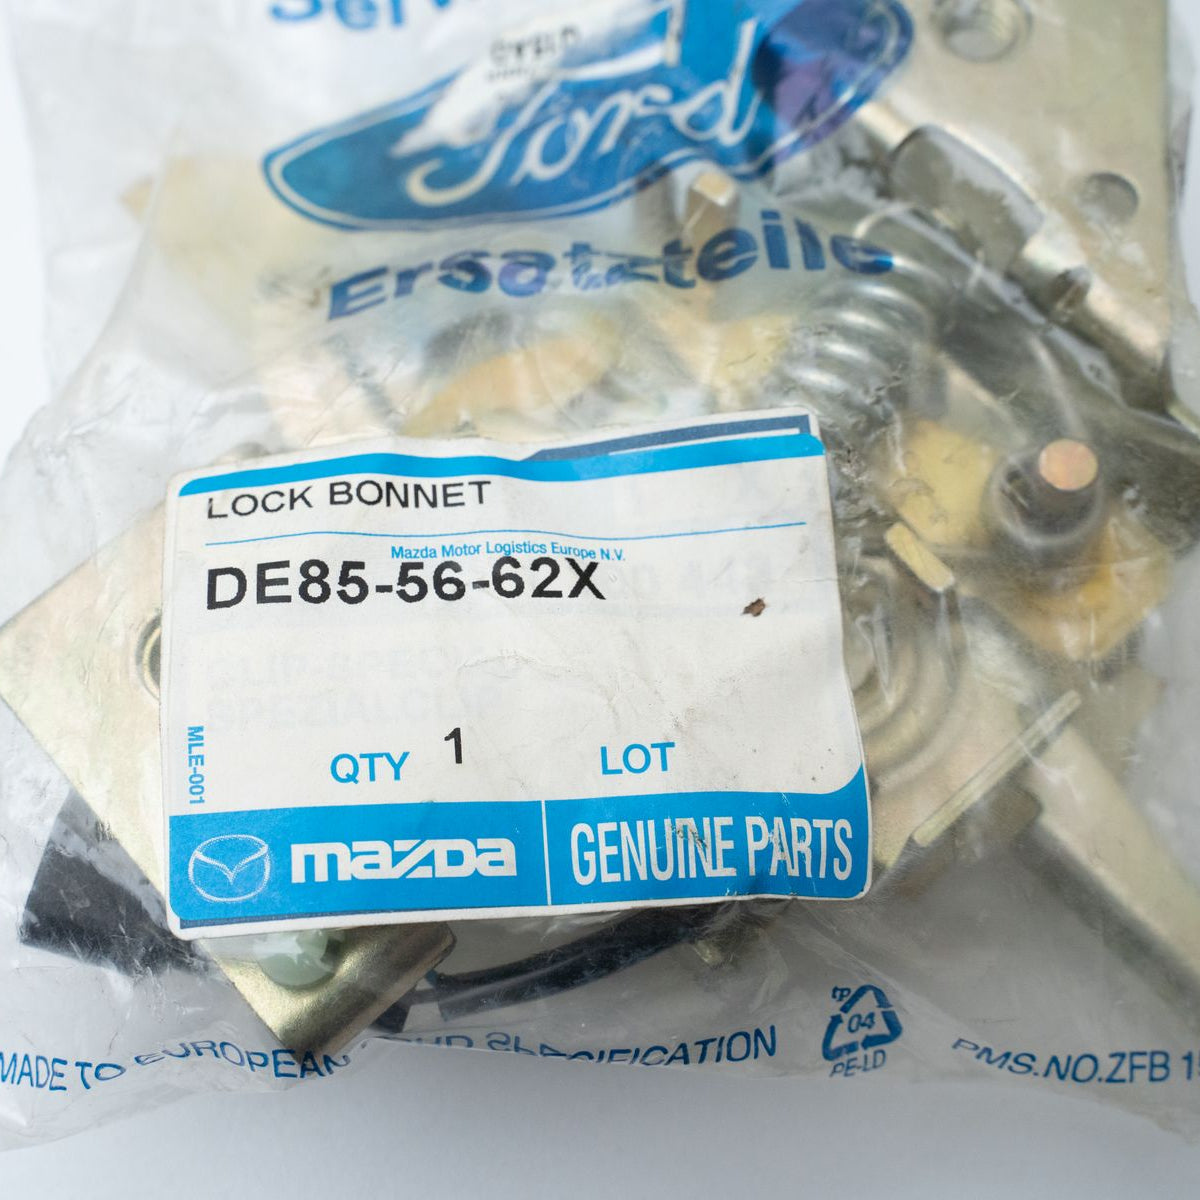 Ford
Ersatzteile
LOCK BONNET
Mazda Motor Logistics Europe N.V.
DE85-56-62X
MLE-001
QTY 1 LOT
mazda GENUINE PARTS
MADE TO EUROPEAN FORD SPECIFICATION
04
PE-LD
PMS.NO.ZFB